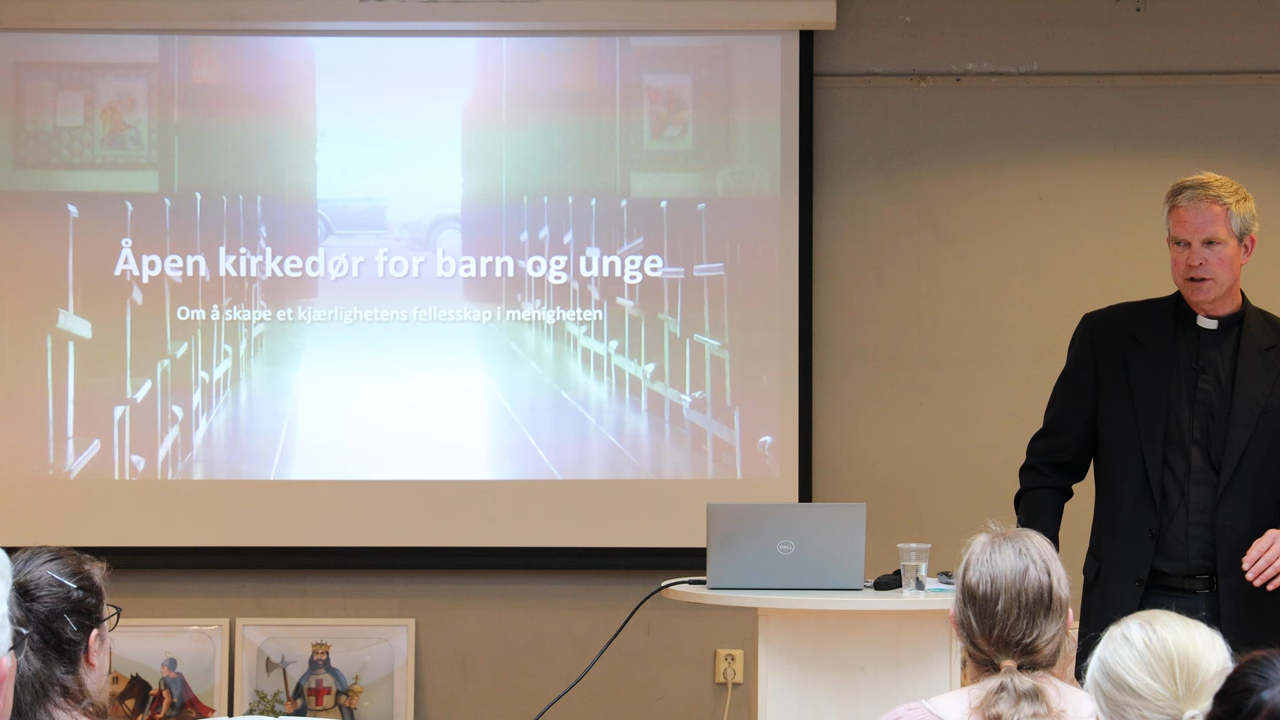 Åpen kirkedør for barn og unge
Om å skape et kjærlighetens fellesskap i menigheten
DELL